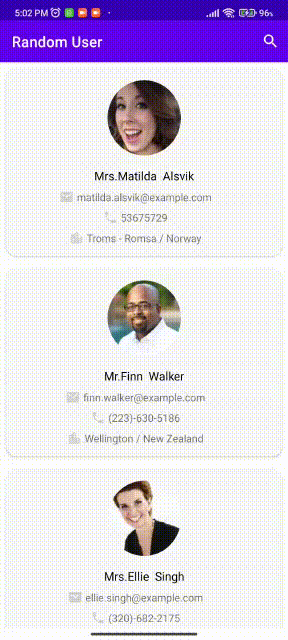 5:02 PM
96%
Random User
Mrs.Matilda Alsvik
matilda.alsvik@example.com
53675729
Troms - Romsa / Norway
Mr.Finn Walker
finn.walker@example.com
(223)-630-5186
Wellington / New Zealand
Mrs.Ellie Singh
ellie.singh@example.com
(320)-682-2175